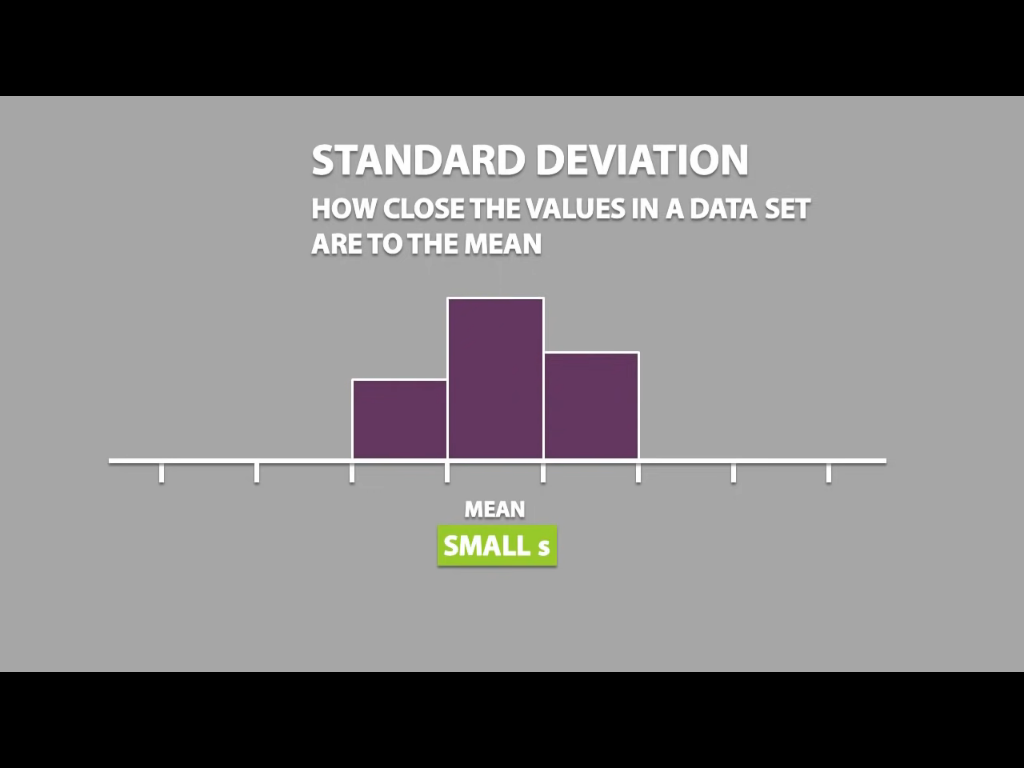 STANDARD DEVIATION
HOW CLOSE THE VALUES IN A DATA SET
ARE TO THE MEAN
MEAN
SMALL s